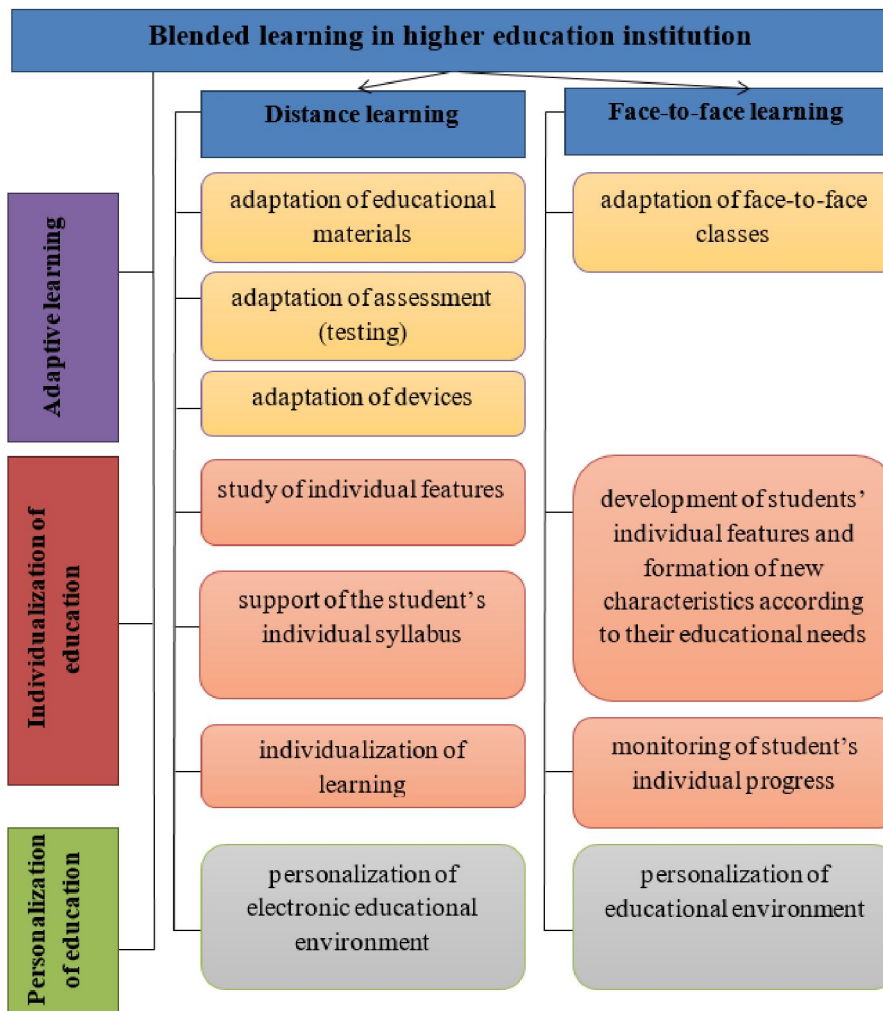 Blended learning in higher education institution
Distance learning
Face-to-face learning
Adaptive learning
adaptation of educational
materials
adaptation of face-to-face
classes
adaptation of assessment
(testing)
adaptation of devices
Individualization of
education
study of individual features
development of students’
individual features and
formation of new
characteristics according
to their educational needs
support of the student’s
individual syllabus
individualization of
learning
monitoring of student’s
individual progress
Personalization
of education
personalization of
electronic educational
environment
personalization of
educational environment